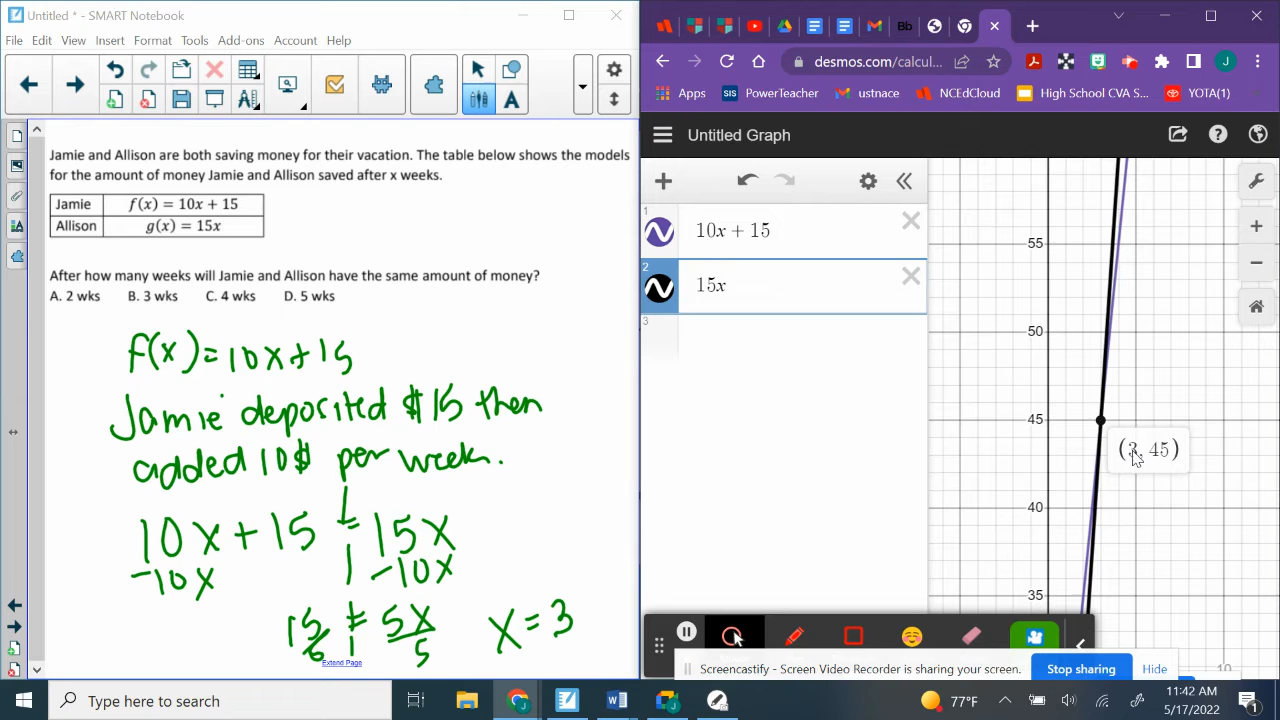 Untitled * - SMART Notebook
File Edit View Insert Format Tools Add-ons Account Help
Jamie and Allison are both saving money for their vacation. The table below shows the models
for the amount of money Jamie and Allison saved after x weeks.
Jamie f(x) = 10x + 15
Allison g(x) = 15x
After how many weeks will Jamie and Allison have the same amount of money?
A. 2 wks B. 3 wks C. 4 wks D. 5 wks
f(x)=10x+15
Jamie deposited $15 then
added 10$ per week.
10x+15 = 15x
-10x -10x
15 = 5x x=3
5
Extend Page
desmos.com/calcul...
J
Apps SIS PowerTeacher ustnace NCEdCloud High School CVA S... YOTA(1)
Untitled Graph
1
10x + 15
2
15x
3
55
50
45
(3, 45)
40
35
10
Screencastify - Screen Video Recorder is sharing your screen. Stop sharing Hide
Type here to search
77°F
11:42 AM
5/17/2022
1